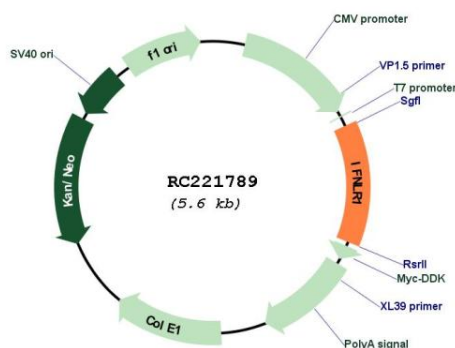 CMV promoter
VP1.5 primer
T7 promoter
SgfI
IFNLR1
RsrII
Myc-DDK
XL39 primer
PolyA signal
Col E1
Kan/Neo
SV40 ori
f1 ori
RC221789
(5.6 kb)